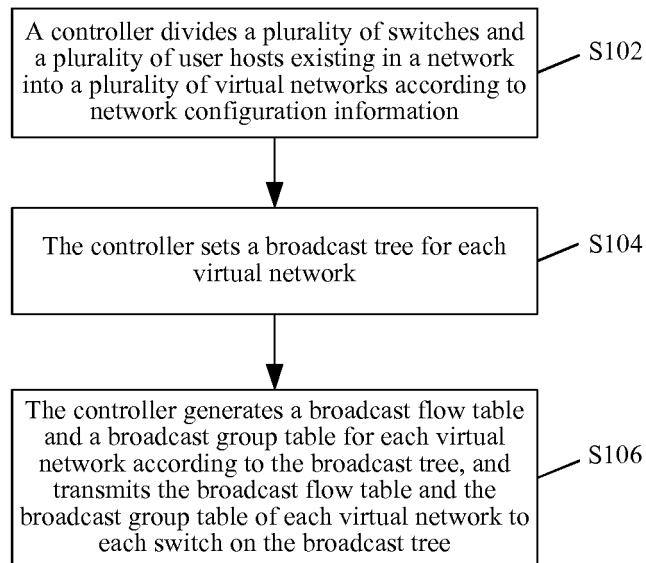 A controller divides a plurality of switches and
a plurality of user hosts existing in a network
into a plurality of virtual networks according to
network configuration information
S102
The controller sets a broadcast tree for each
virtual network
S104
The controller generates a broadcast flow table
and a broadcast group table for each virtual
network according to the broadcast tree, and
transmits the broadcast flow table and the
broadcast group table of each virtual network to
each switch on the broadcast tree
S106